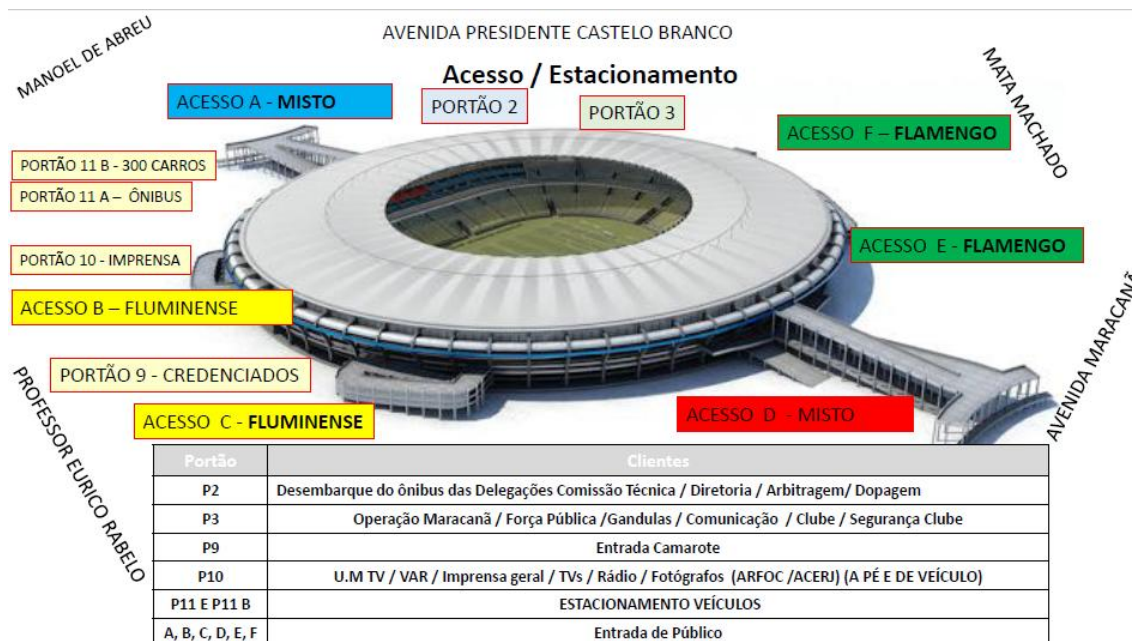 AVENIDA PRESIDENTE CASTELO BRANCO
MANOEL DE ABREU
MATA MACHADO
Acesso / Estacionamento
ACESSO A - MISTO
PORTÃO 2
PORTÃO 3
ACESSO F – FLAMENGO
PORTÃO 11 B - 300 CARROS
PORTÃO 11 A – ÔNIBUS
ACESSO E - FLAMENGO
PORTÃO 10 - IMPRENSA
ACESSO B – FLUMINENSE
AVENIDA MARACANÃ
PORTÃO 9 - CREDENCIADOS
PROFESSOR EURICO RABELO
ACESSO C - FLUMINENSE
ACESSO D - MISTO
Portão Clientes
P2 Desembarque do ônibus das Delegações Comissão Técnica / Diretoria / Arbitragem/ Dopagem
P3 Operação Maracanã / Força Pública /Gandulas / Comunicação / Clube / Segurança Clube
P9 Entrada Camarote
P10 U.M TV / VAR / Imprensa geral / TVs / Rádio / Fotógrafos (ARFOC /ACERJ) (A PÉ E DE VEÍCULO)
P11 E P11 B ESTACIONAMENTO VEÍCULOS
A, B, C, D, E, F Entrada de Público